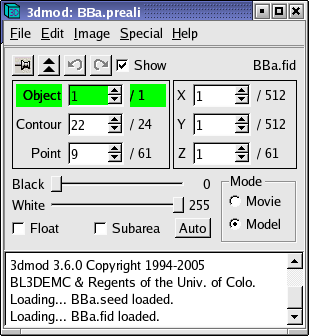 3dmod: BBa.preali
File Edit Image Special Help
Show BBa.fid
Object 1 / 1 X 1 / 512
Contour 22 / 24 Y 1 / 512
Point 9 / 61 Z 1 / 61
Black 0 Mode
White 255 Movie
Float Subarea Auto Model
3dmod 3.6.0 Copyright 1994-2005
BL3DEMC & Regents of the Univ. of Colo.
Loading... BBa.seed loaded.
Loading... BBa.fid loaded.